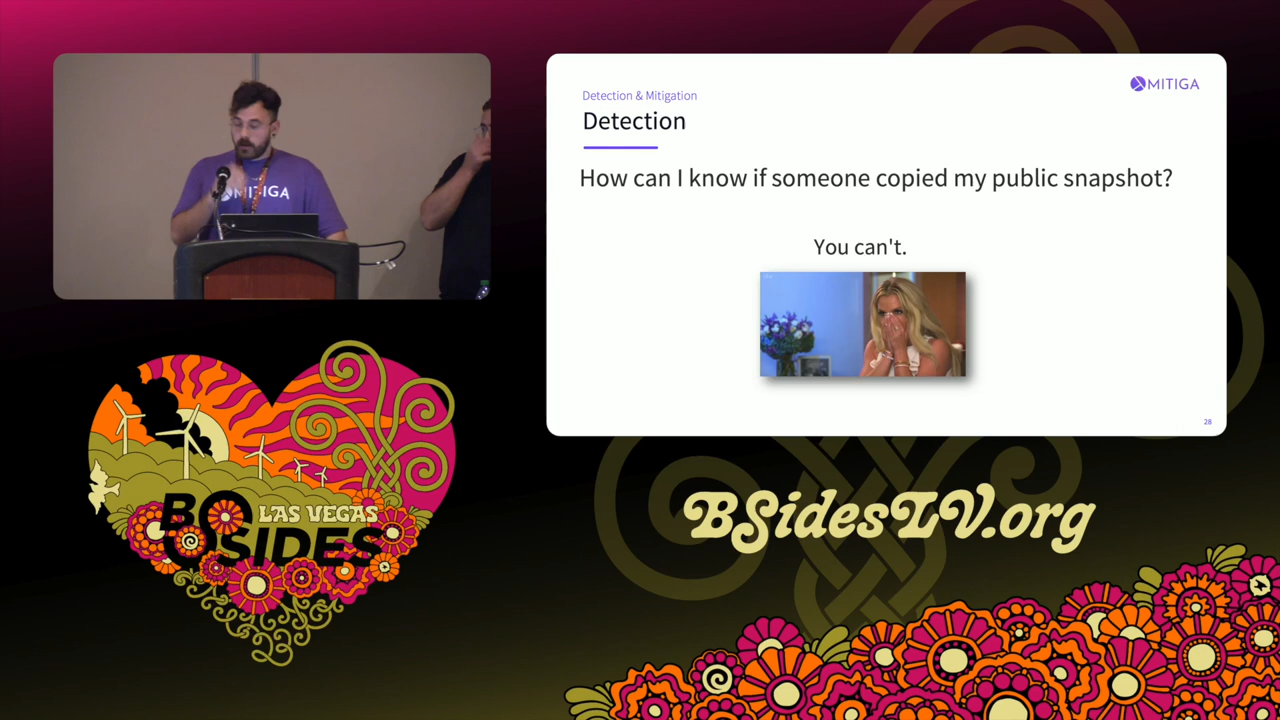 MITIGA
Detection & Mitigation
MITIGA
Detection
How can I know if someone copied my public snapshot?
You can't.
28
BSidesLV.org
LAS VEGAS
BSIDES